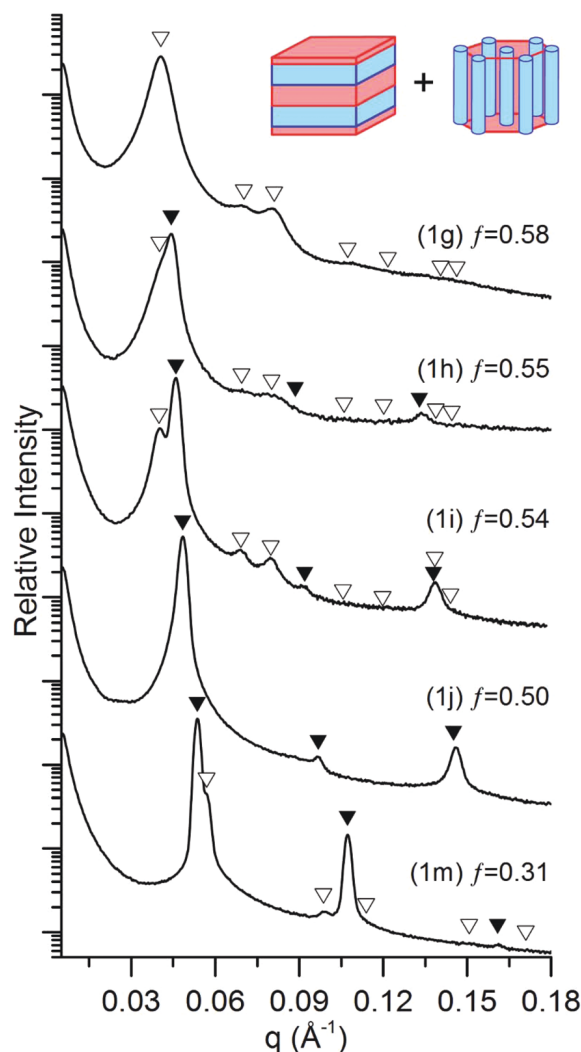 +
(1g) f=0.58
(1h) f=0.55
(1i) f=0.54
(1j) f=0.50
(1m) f=0.31
Relative Intensity
0.03 0.06 0.09 0.12 0.15 0.18
q (Å⁻¹)